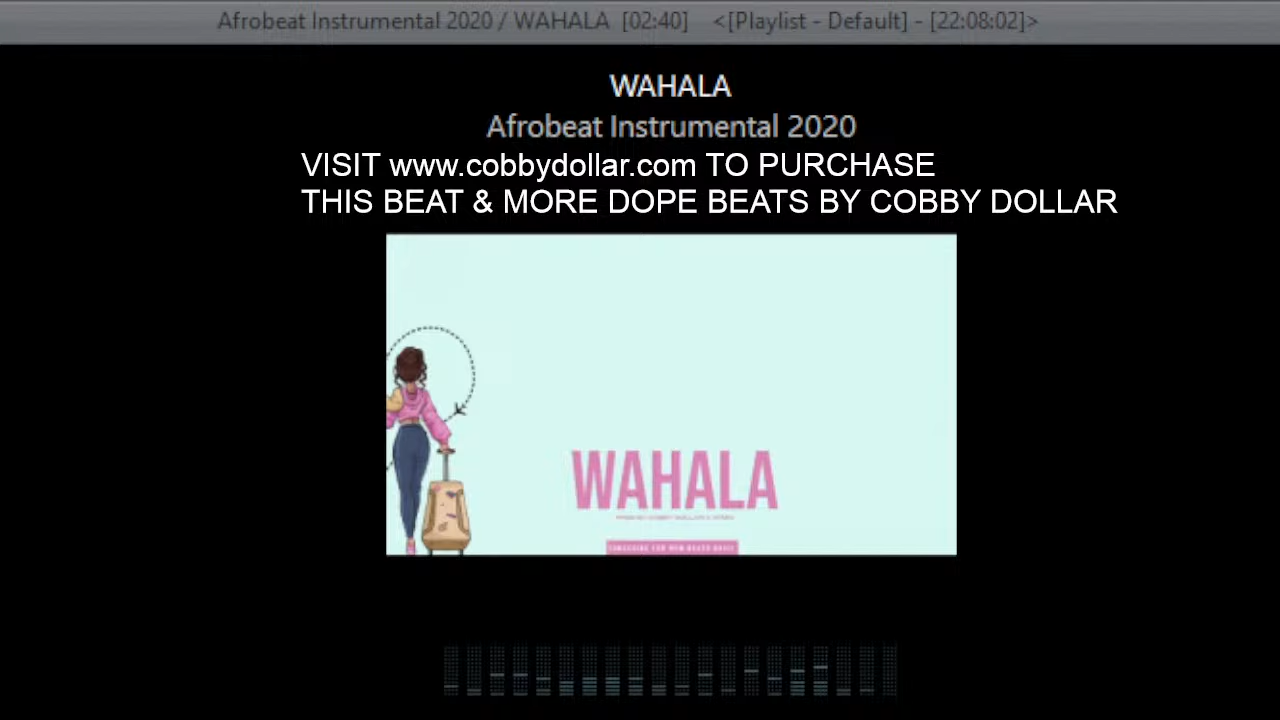 Afrobeat Instrumental 2020 / WAHALA [02:40] <[Playlist - Default] - [22:08:02]>
WAHALA
Afrobeat Instrumental 2020
VISIT www.cobbydollar.com TO PURCHASE
THIS BEAT & MORE DOPE BEATS BY COBBY DOLLAR
WAHALA